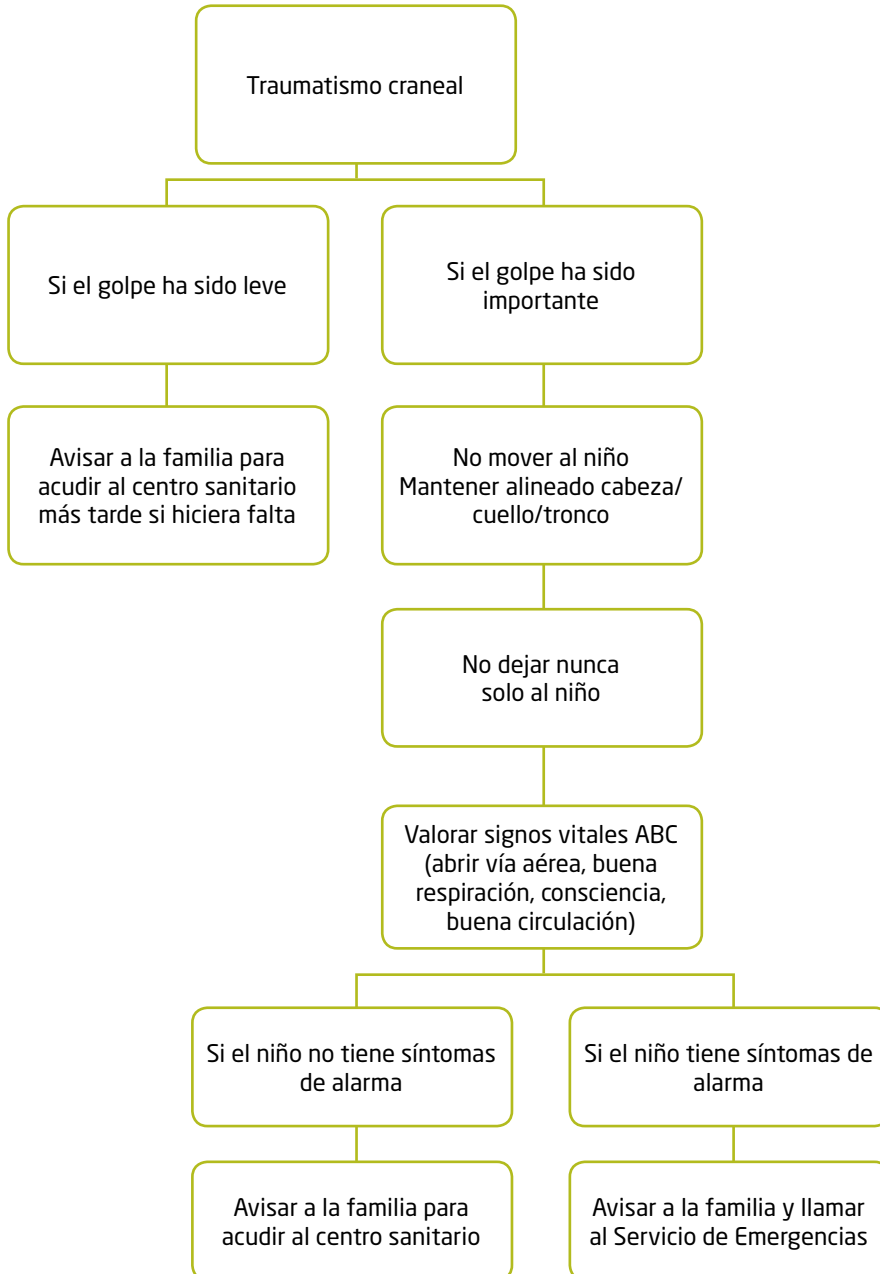 Traumatismo craneal
Si el golpe ha sido leve
Si el golpe ha sido
importante
Avisar a la familia para
acudir al centro sanitario
más tarde si hiciera falta
No mover al niño
Mantener alineado cabeza/
cuello/tronco
No dejar nunca
solo al niño
Valorar signos vitales ABC
(abrir vía aérea, buena
respiración, consciencia,
buena circulación)
Si el niño no tiene síntomas
de alarma
Si el niño tiene síntomas de
alarma
Avisar a la familia para
acudir al centro sanitario
Avisar a la familia y llamar
al Servicio de Emergencias